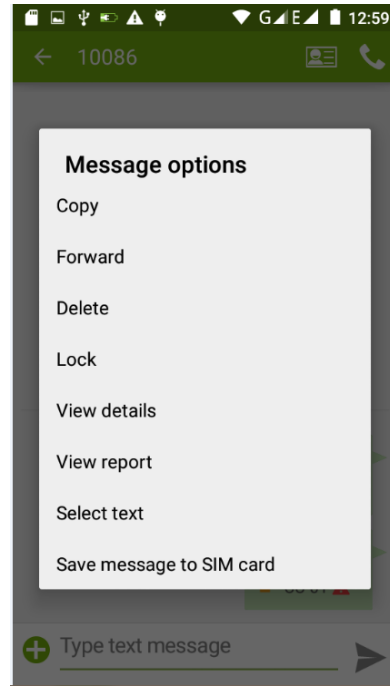 G E 12:59
10086
Message options
Copy
Forward
Delete
Lock
View details
View report
Select text
Save message to SIM card
Type text message